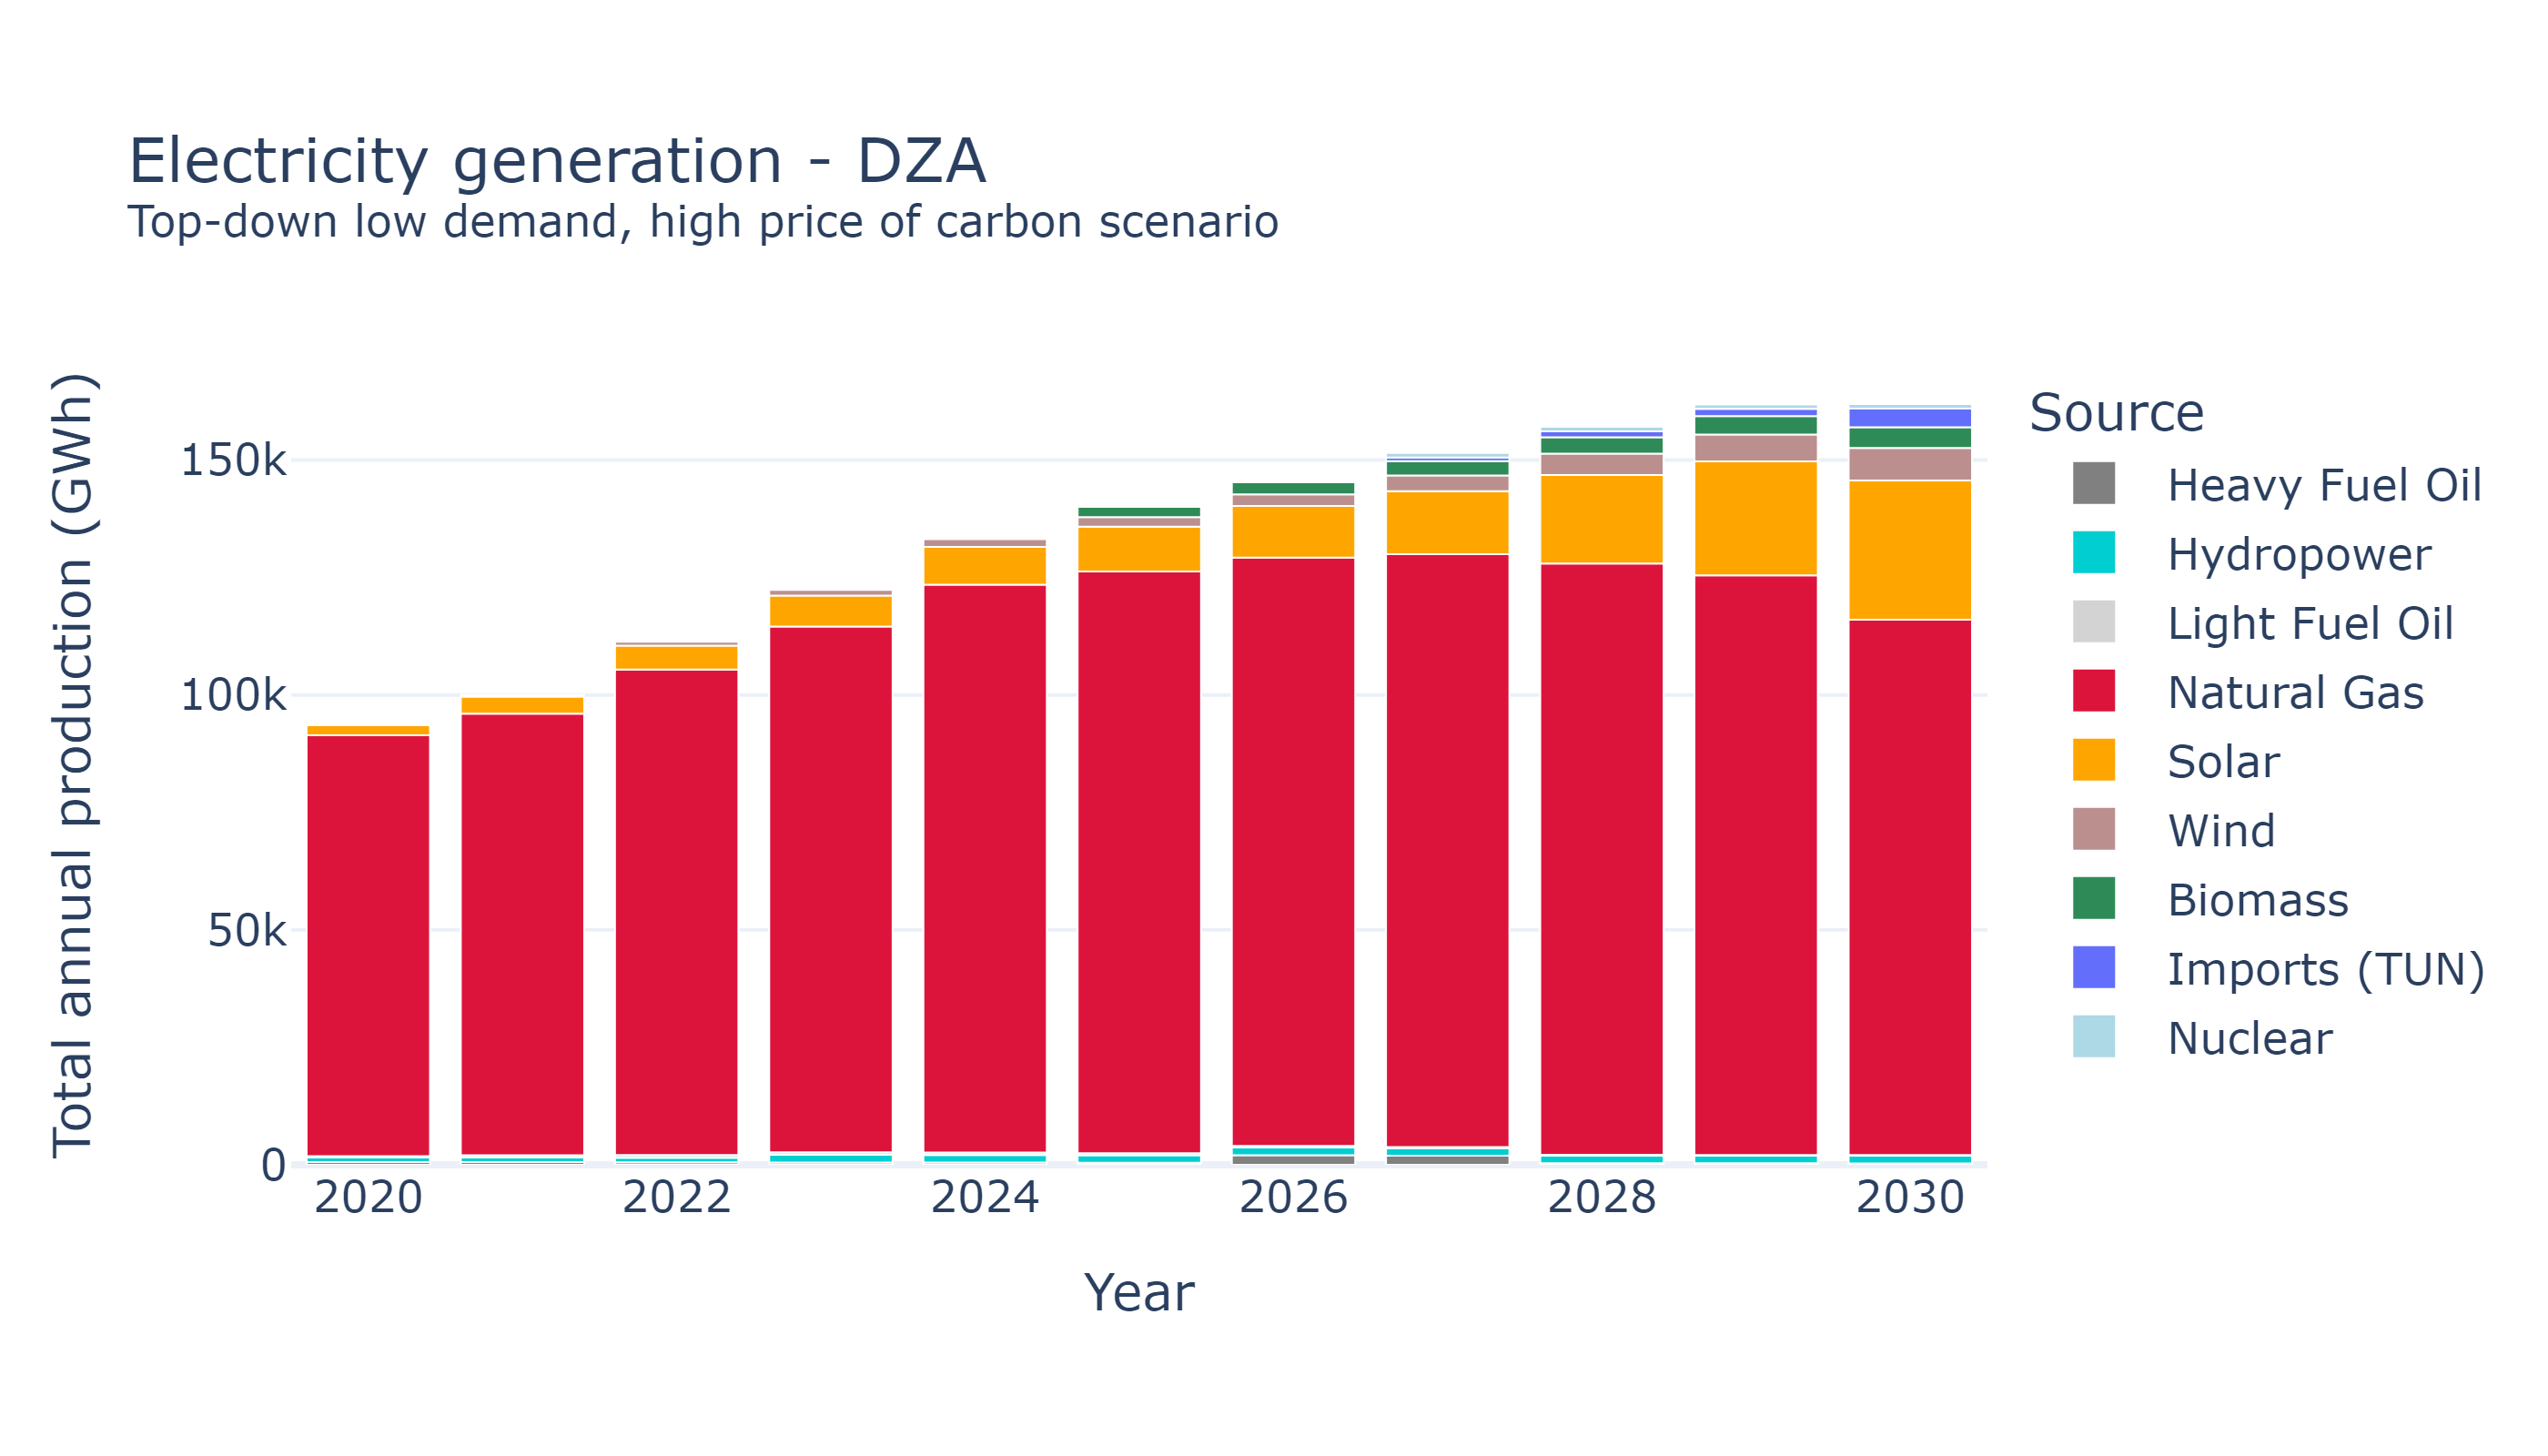 Electricity generation - DZA
Top-down low demand, high price of carbon scenario
Total annual production (GWh)
150k
100k
50k
0
2020
2022
2024
2026
2028
2030
Year
Source
Heavy Fuel Oil
Hydropower
Light Fuel Oil
Natural Gas
Solar
Wind
Biomass
Imports (TUN)
Nuclear